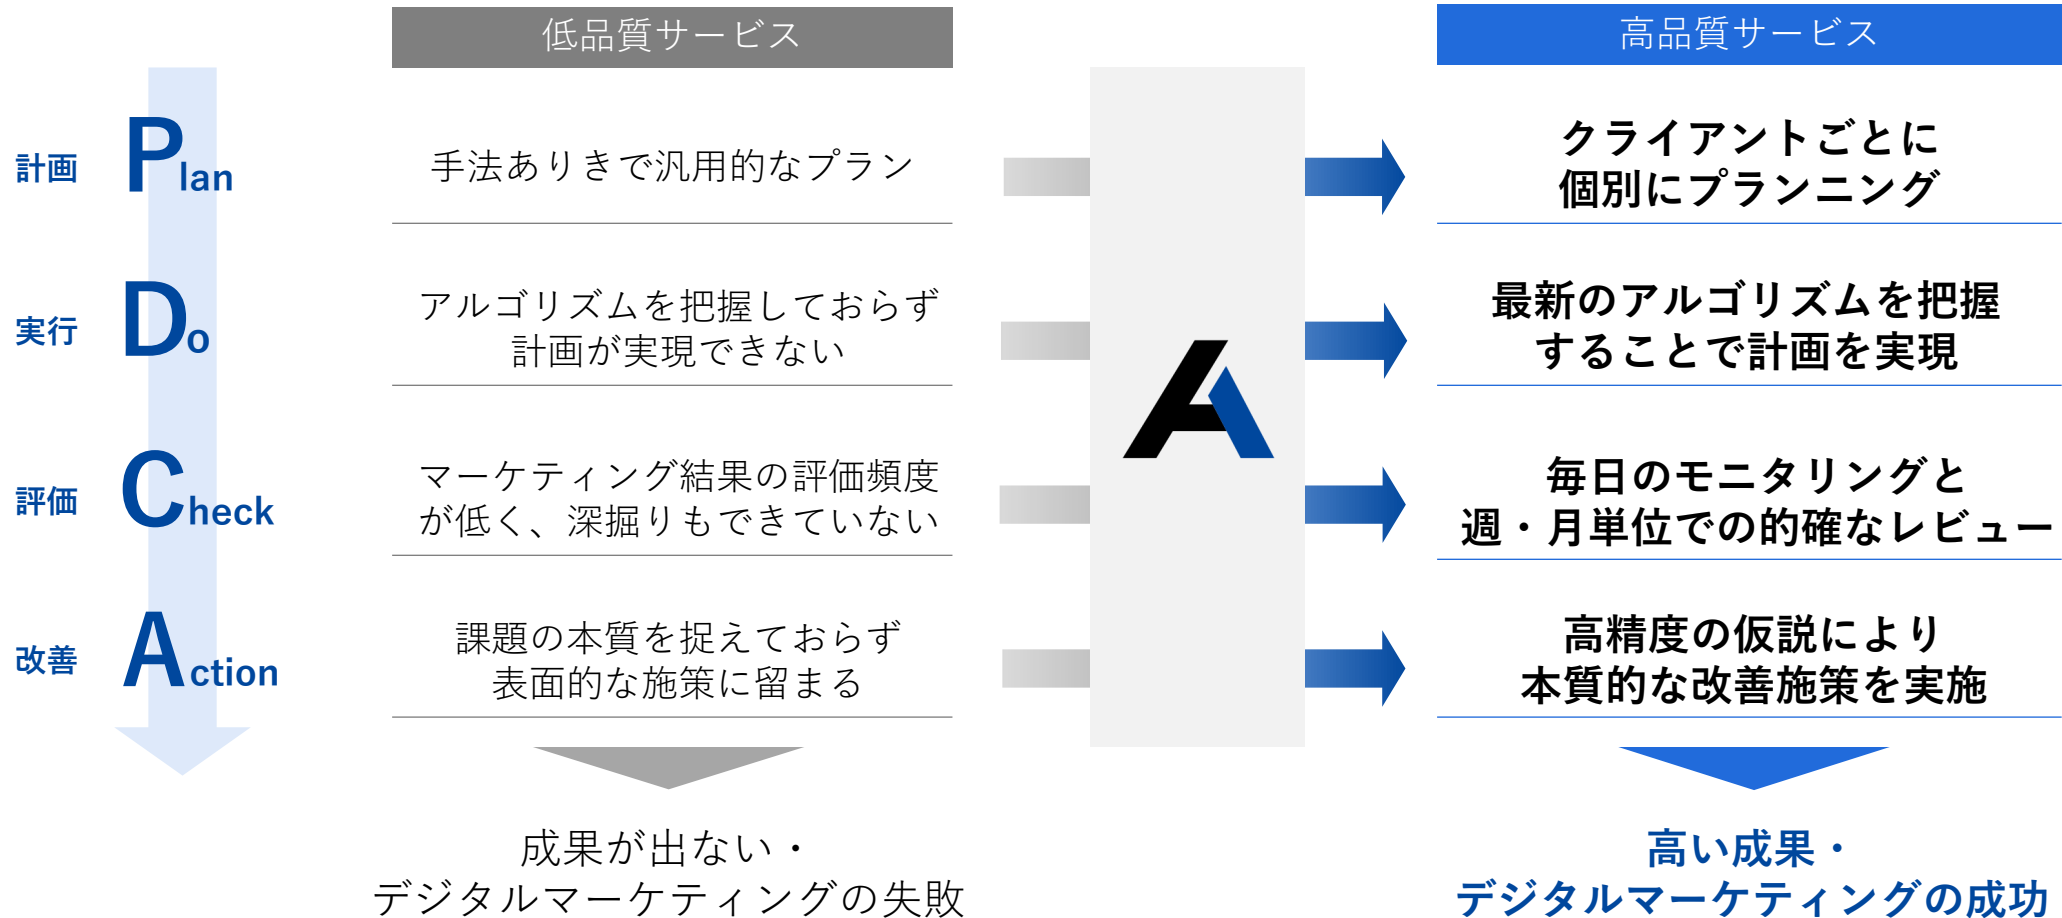 低品質サービス
高品質サービス
計画
Plan
手法ありきで汎用的なプラン
クライアントごとに
個別にプランニング
実行
Do
アルゴリズムを把握しておらず
計画が実現できない
最新のアルゴリズムを把握
することで計画を実現
評価
Check
マーケティング結果の評価頻度
が低く、深掘りもできていない
毎日のモニタリングと
週・月単位での的確なレビュー
改善
Action
課題の本質を捉えておらず
表面的な施策に留まる
高精度の仮説により
本質的な改善施策を実施
成果が出ない・
デジタルマーケティングの失敗
高い成果・
デジタルマーケティングの成功